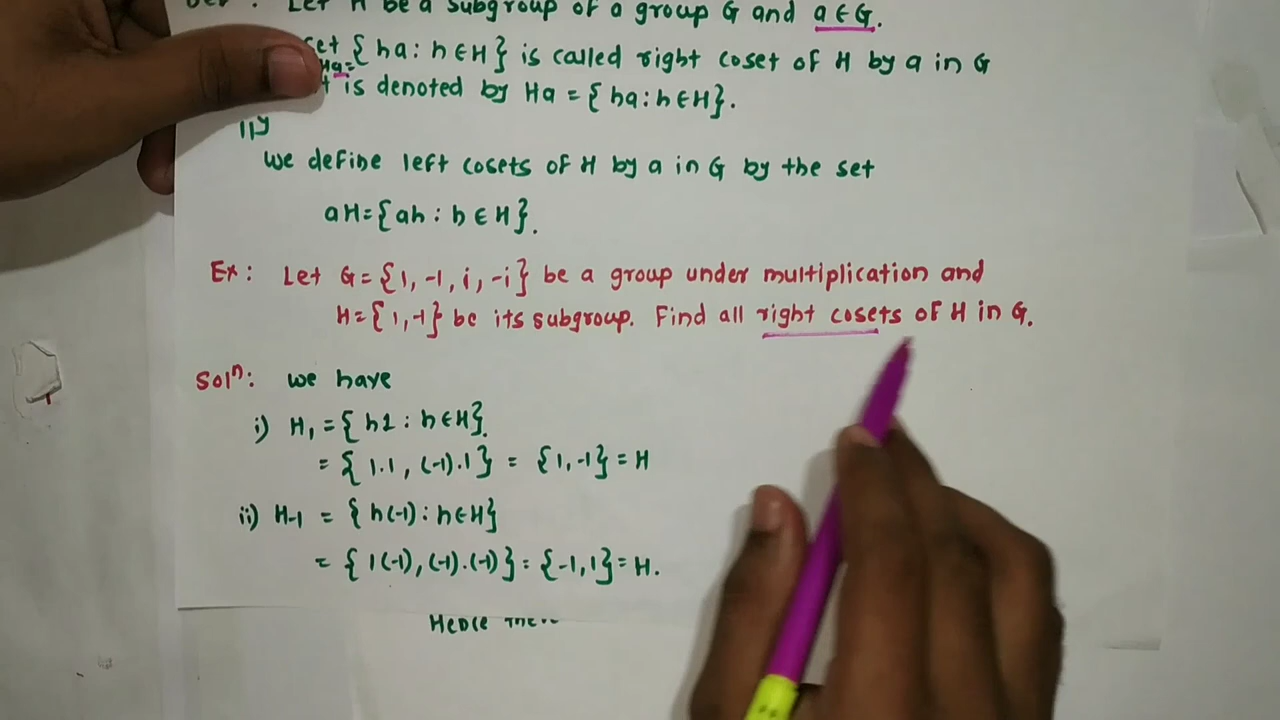 : Let H be a subgroup of a group G and a ∈ G.
set {ha : h ∈ H} is called right coset of H by a in G
Ha =
is denoted by Ha = {ha : h ∈ H}.
llly
We define left cosets of H by a in G by the set
aH = {ah : h ∈ H}.
Ex: Let G = {1, -1, i, -i} be a group under multiplication and
H = {1, -1} be its subgroup. Find all right cosets of H in G.
Solⁿ: we have
i) H₁ = {h1 : h ∈ H}.
= {1.1, (-1).1} = {1, -1} = H
ii) H-1 = {h(-1) : h ∈ H}
= {1(-1), (-1).(-1)} = {-1, 1} = H.
Hence